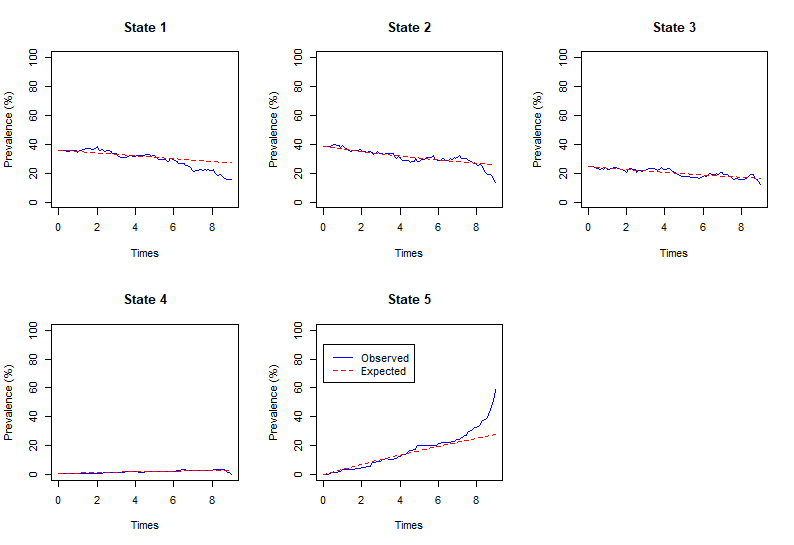 State 1
State 2
State 3
Prevalence (%)
0 20 40 60 80 100
0 2 4 6 8
Times
Prevalence (%)
0 20 40 60 80 100
0 2 4 6 8
Times
Prevalence (%)
0 20 40 60 80 100
0 2 4 6 8
Times
State 4
State 5
Prevalence (%)
0 20 40 60 80 100
0 2 4 6 8
Times
Prevalence (%)
0 20 40 60 80 100
Observed
Expected
0 2 4 6 8
Times